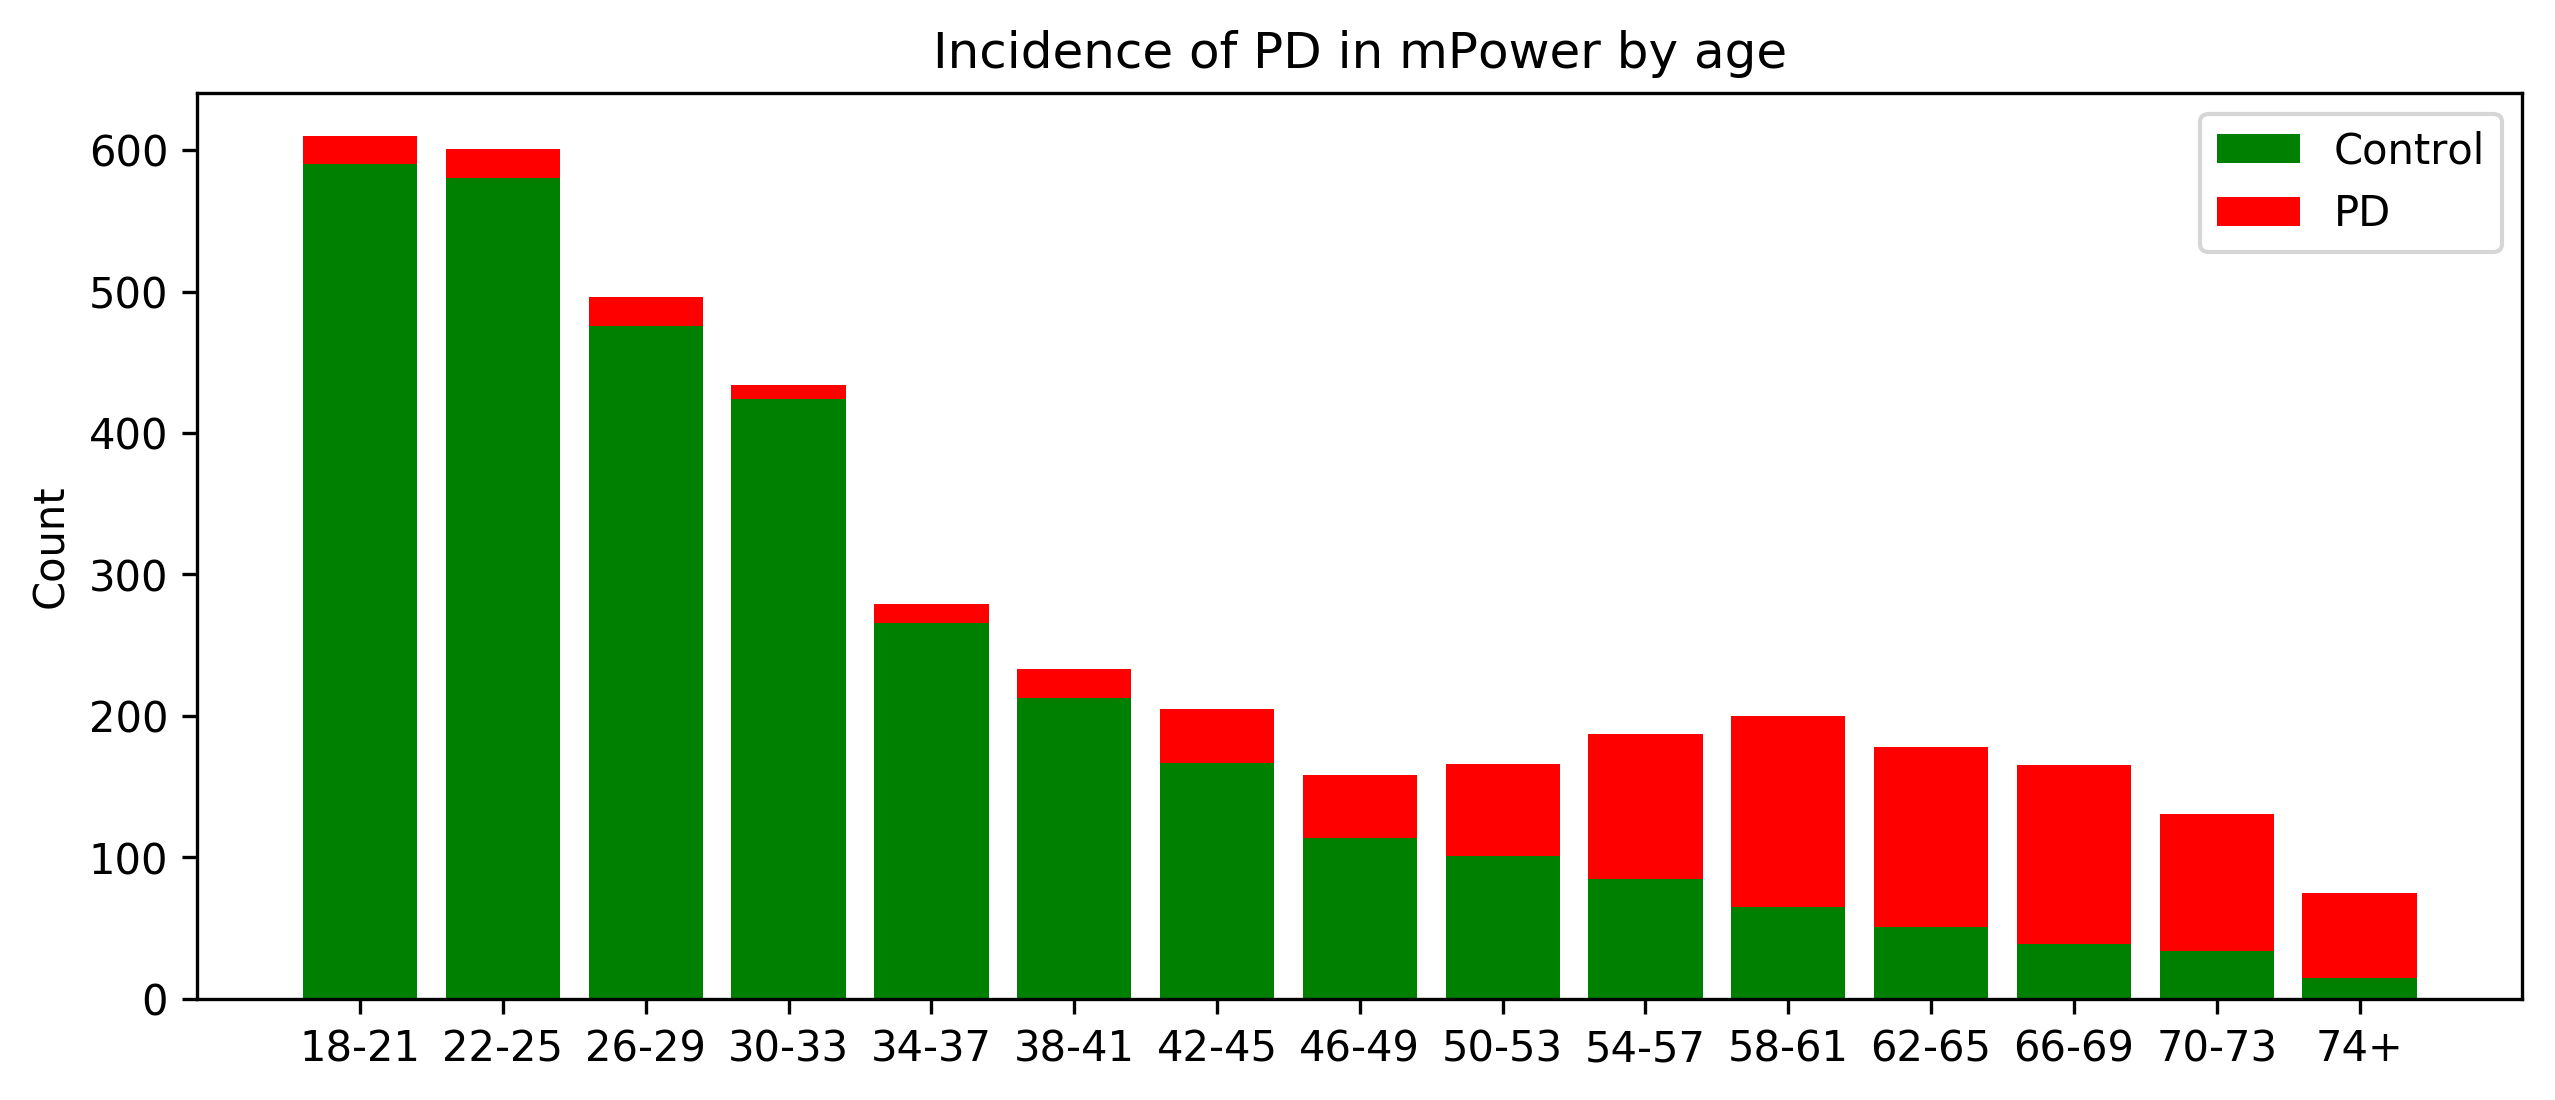 Incidence of PD in mPower by age
Control
PD
Count
600
500
400
300
200
100
0
18-21 22-25 26-29 30-33 34-37 38-41 42-45 46-49 50-53 54-57 58-61 62-65 66-69 70-73 74+